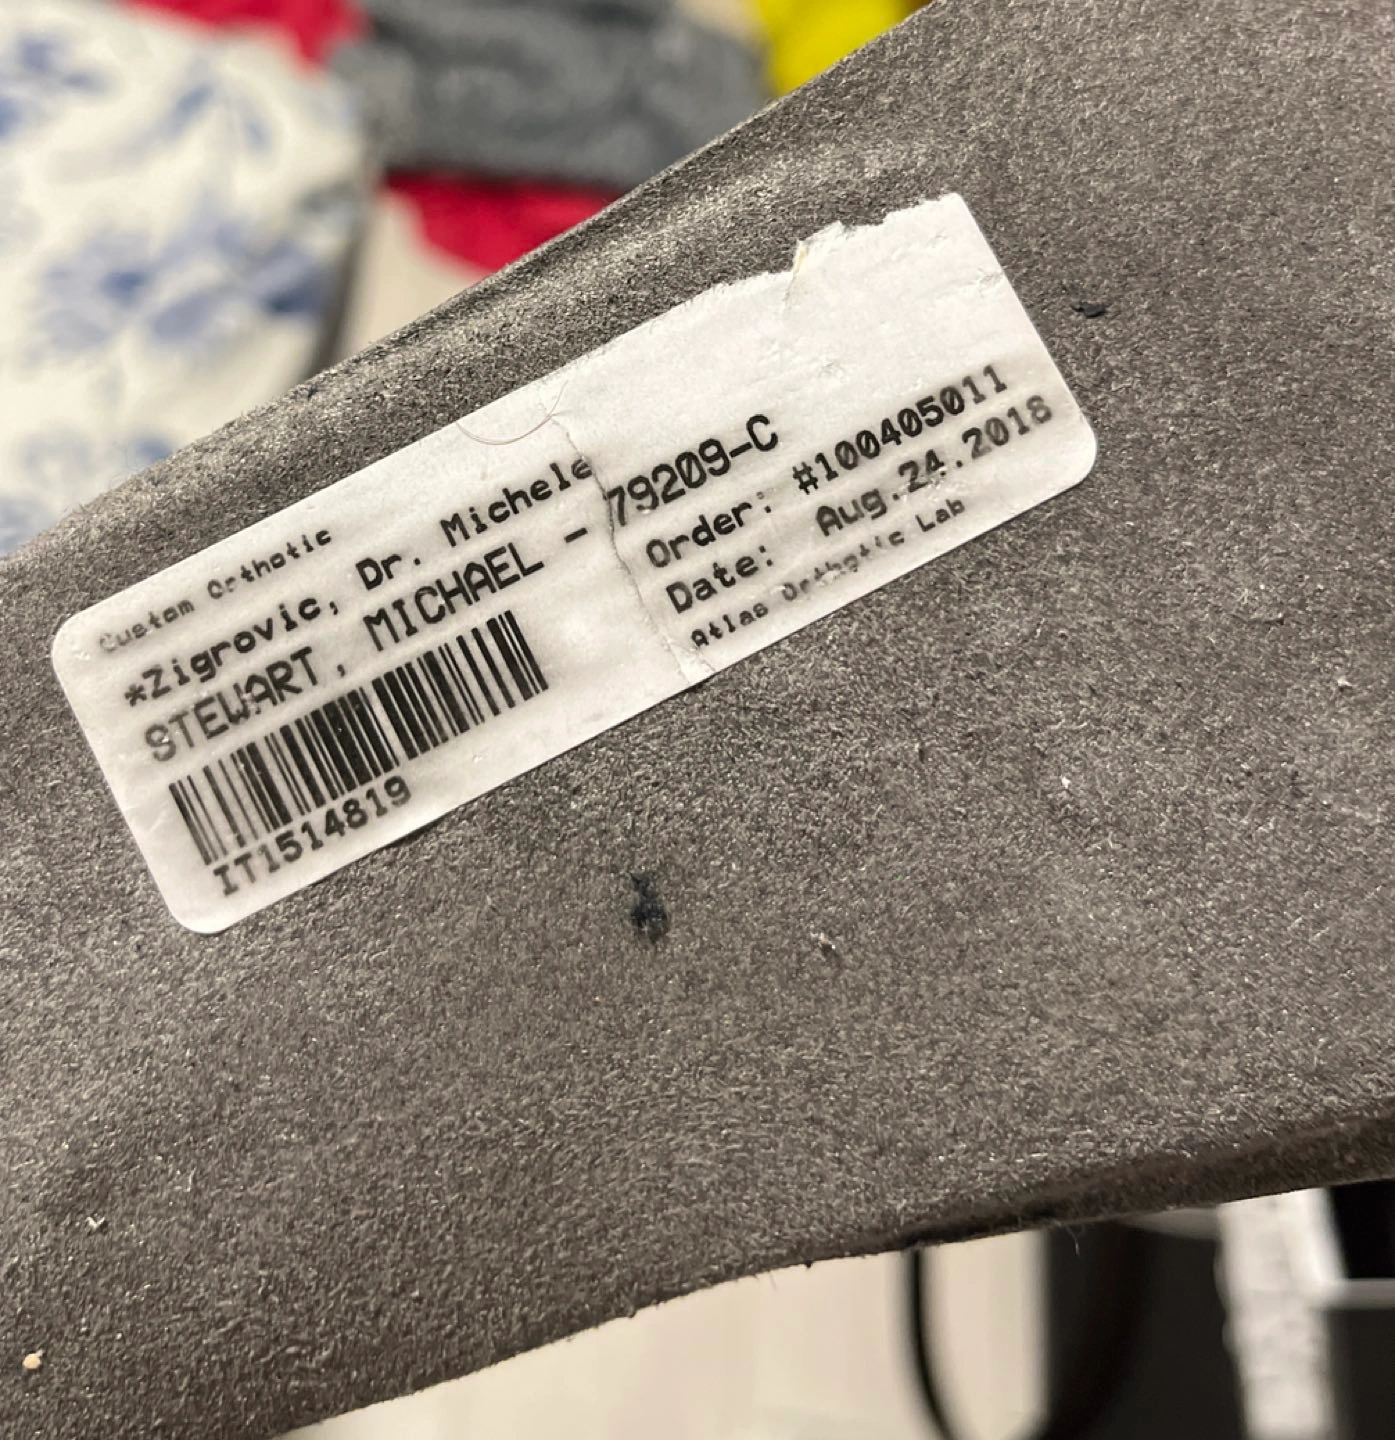 Custom Orthotic
*Zigrovic, Dr. Michele
STEWART, MICHAEL - 79209-C
IT1514819
Order: #100405011
Date: Aug.24.2018
Atlas Orthotic Lab